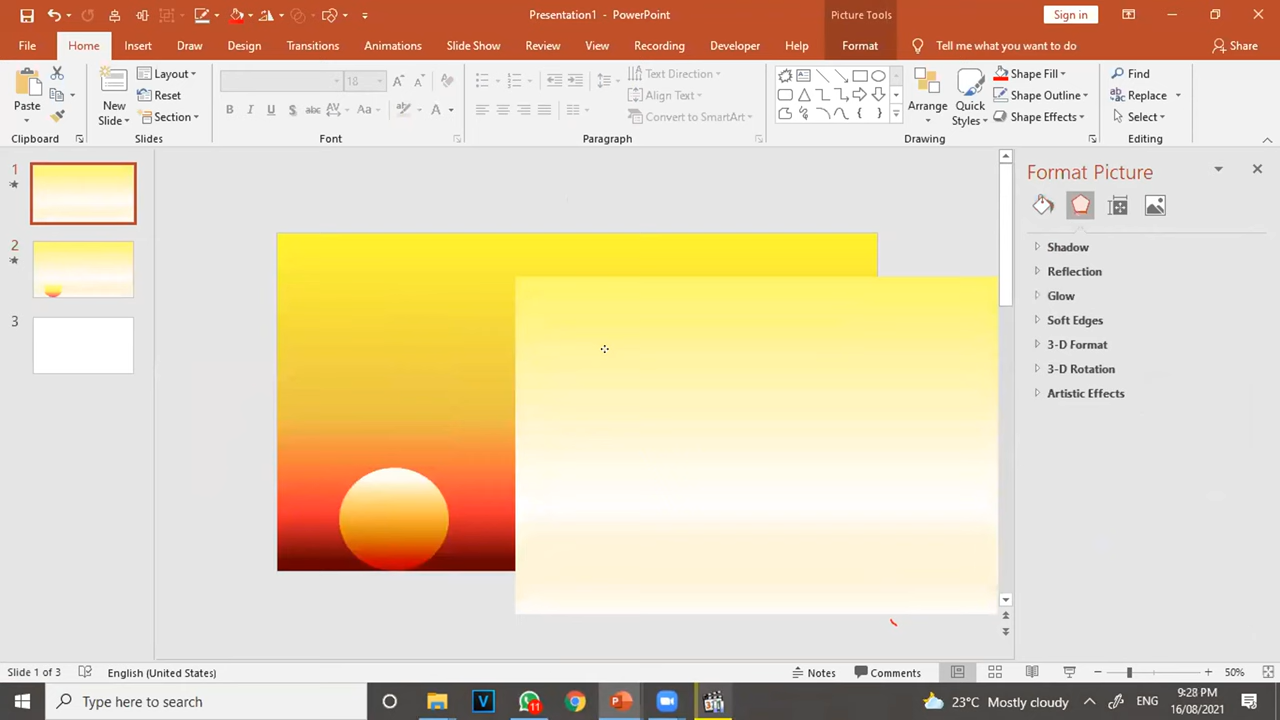 Presentation1 - PowerPoint
Picture Tools
Sign in
File
Home
Insert
Draw
Design
Transitions
Animations
Slide Show
Review
View
Recording
Developer
Help
Format
Tell me what you want to do
Share
Paste
New
Slide
Layout
Reset
Section
18
B I U S abc AV Aa A
Text Direction
Align Text
Convert to SmartArt
Arrange
Quick
Styles
Shape Fill
Shape Outline
Shape Effects
Find
Replace
Select
Clipboard
Slides
Font
Paragraph
Drawing
Editing
1
2
3
Format Picture
Shadow
Reflection
Glow
Soft Edges
3-D Format
3-D Rotation
Artistic Effects
Slide 1 of 3
English (United States)
Notes
Comments
50%
Type here to search
11
23°C Mostly cloudy
ENG
9:28 PM
16/08/2021